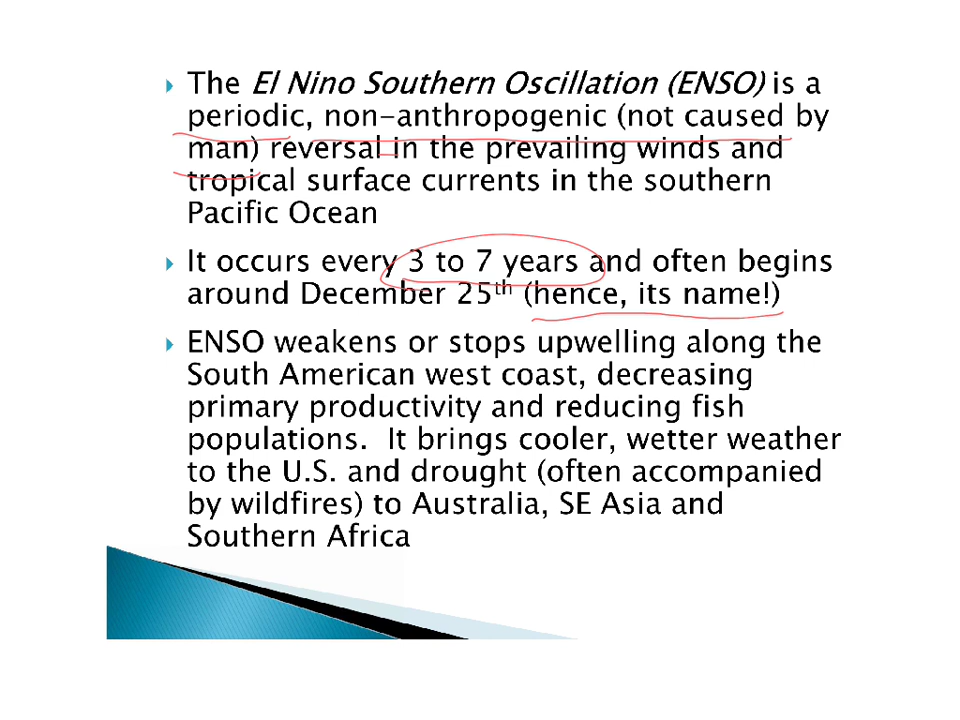 The El Nino Southern Oscillation (ENSO) is a
periodic, non-anthropogenic (not caused by
man) reversal in the prevailing winds and
tropical surface currents in the southern
Pacific Ocean
It occurs every 3 to 7 years and often begins
around December 25th (hence, its name!)
ENSO weakens or stops upwelling along the
South American west coast, decreasing
primary productivity and reducing fish
populations. It brings cooler, wetter weather
to the U.S. and drought (often accompanied
by wildfires) to Australia, SE Asia and
Southern Africa